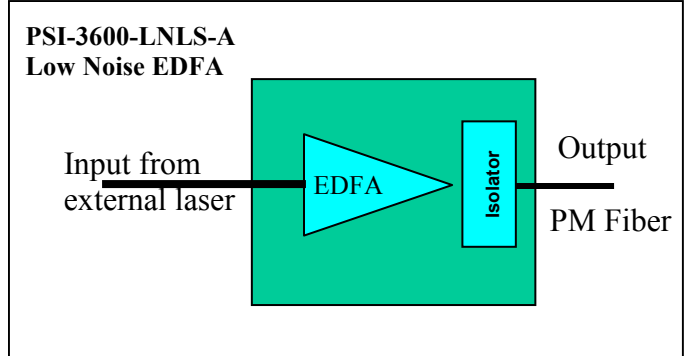 PSI-3600-LNLS-A
Low Noise EDFA
Input from
external laser
EDFA
Isolator
Output
PM Fiber